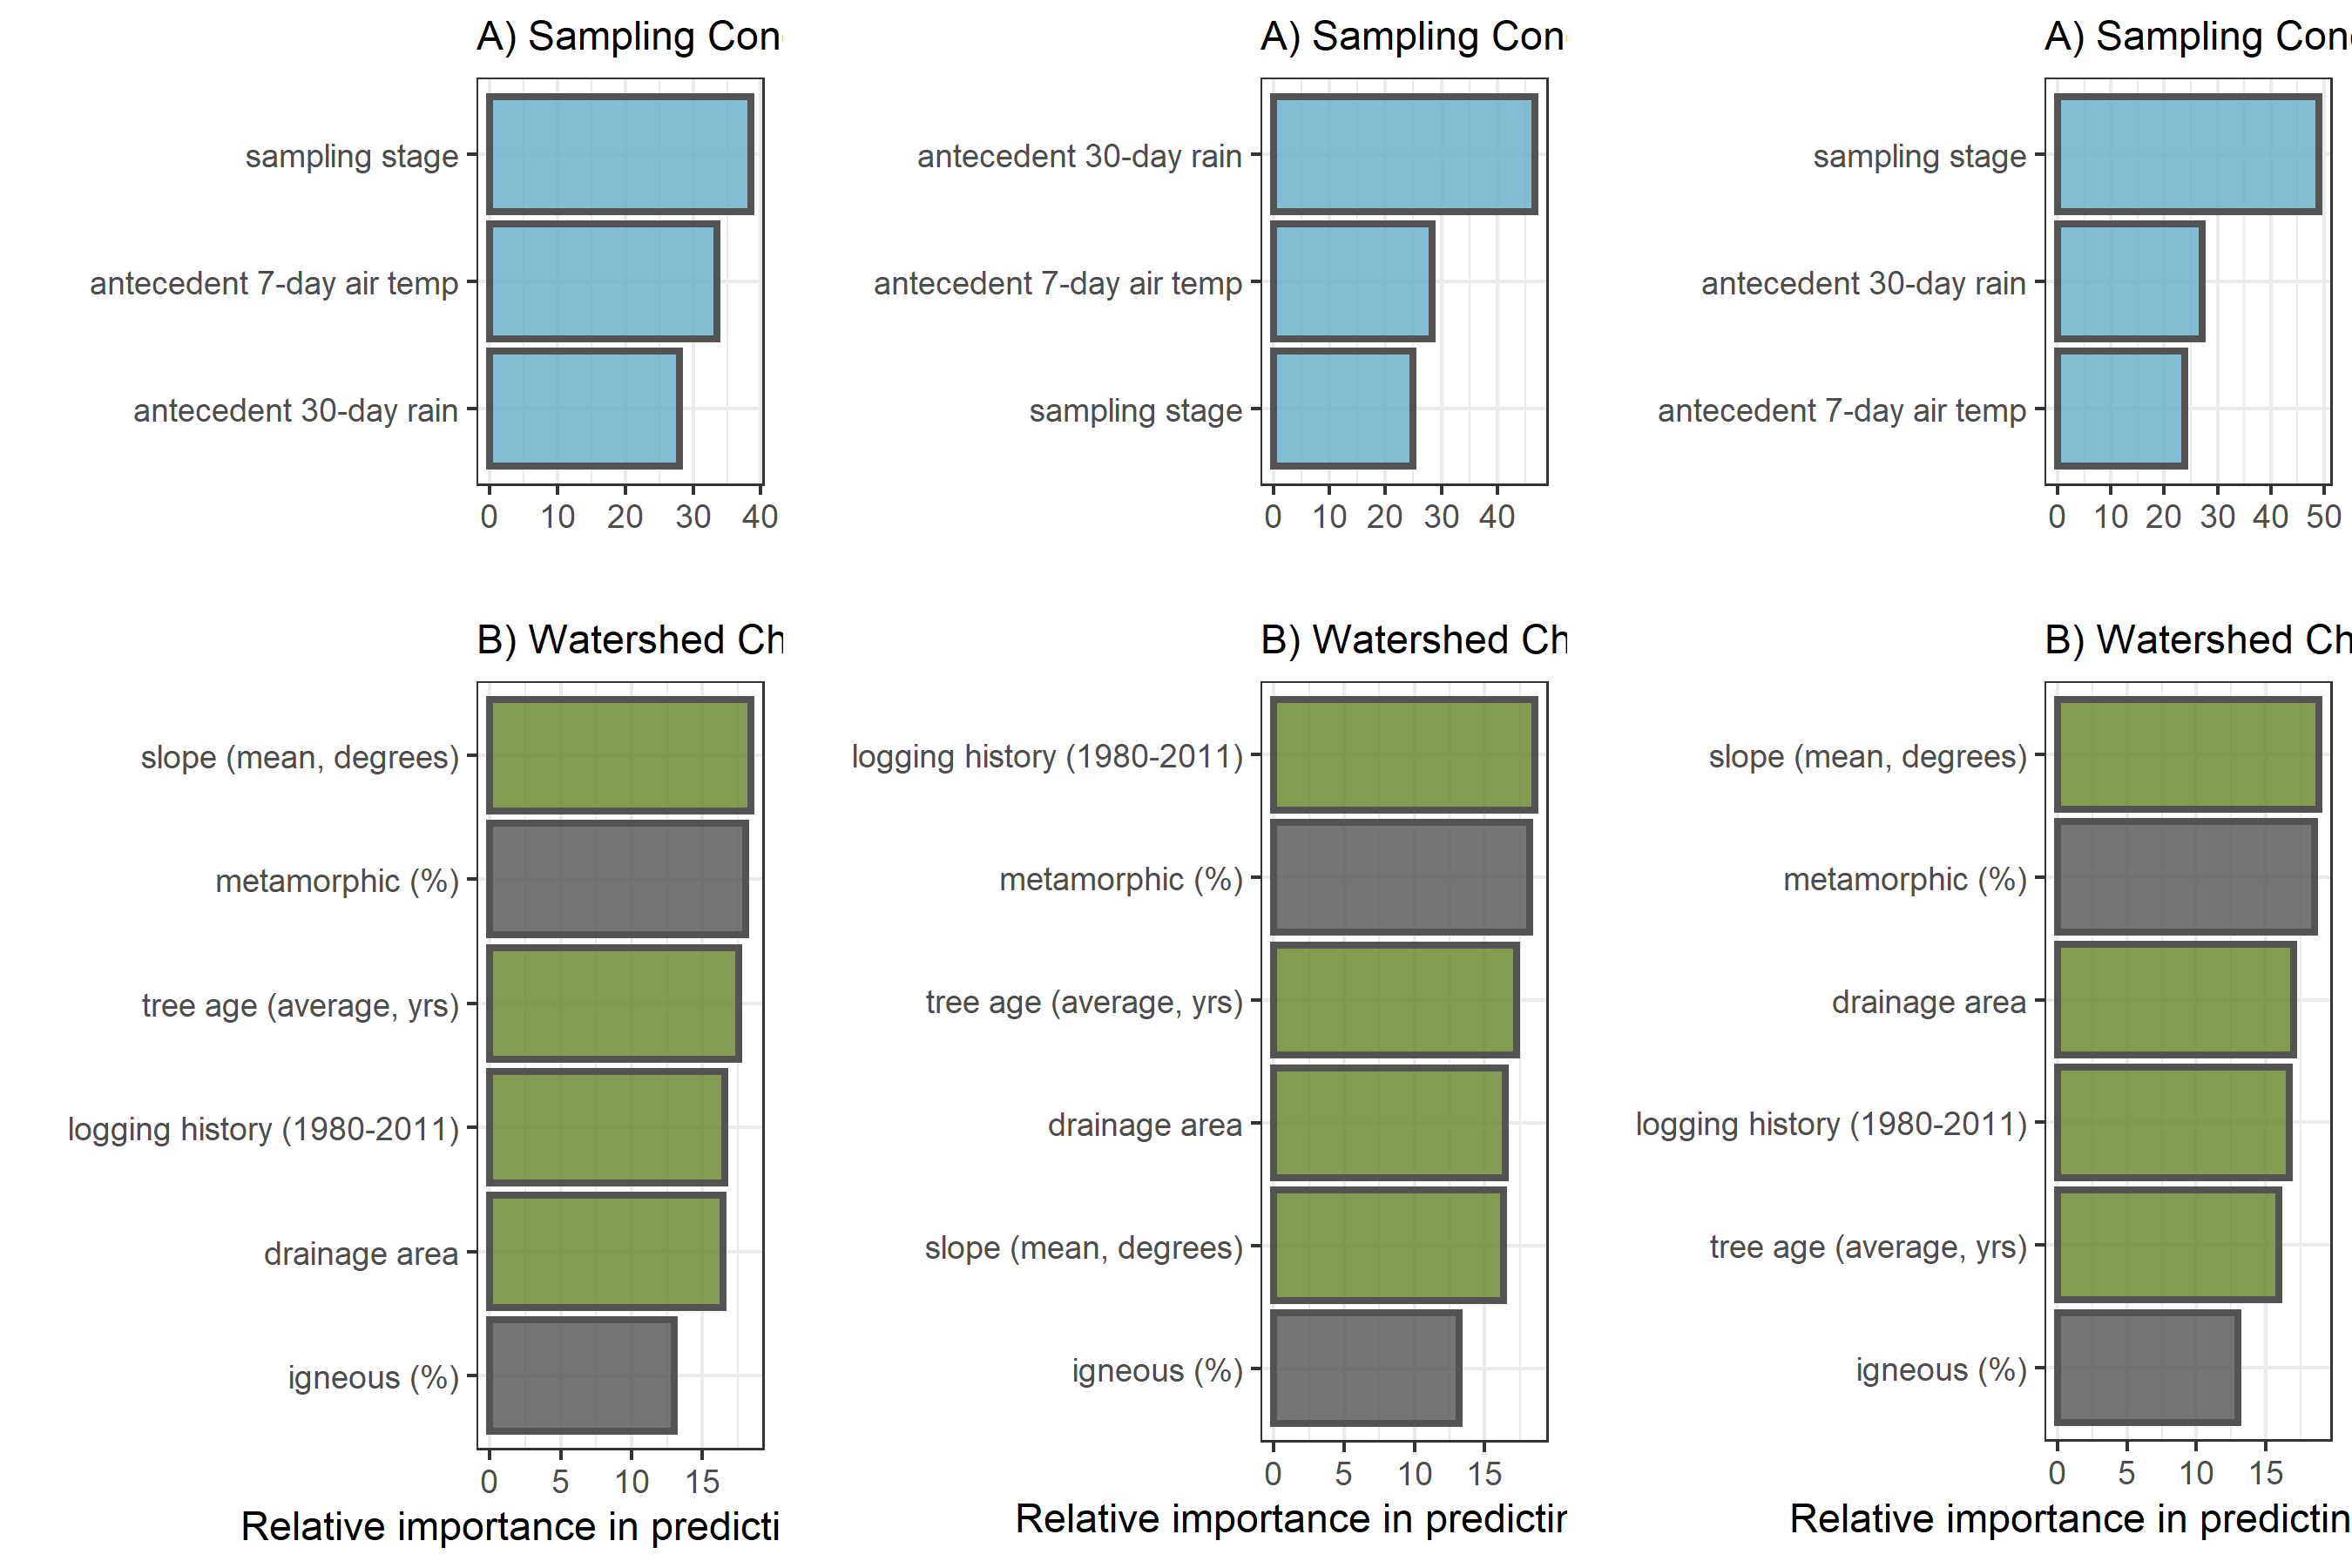 A) Sampling Con
sampling stage
antecedent 7-day air temp
antecedent 30-day rain
0 10 20 30 40
B) Watershed Ch
slope (mean, degrees)
metamorphic (%)
tree age (average, yrs)
logging history (1980-2011)
drainage area
igneous (%)
0 5 10 15
Relative importance in predicti
A) Sampling Con
antecedent 30-day rain
antecedent 7-day air temp
sampling stage
0 10 20 30 40
B) Watershed Ch
logging history (1980-2011)
metamorphic (%)
tree age (average, yrs)
drainage area
slope (mean, degrees)
igneous (%)
0 5 10 15
Relative importance in predictin
A) Sampling Con
sampling stage
antecedent 30-day rain
antecedent 7-day air temp
0 10 20 30 40 50
B) Watershed Ch
slope (mean, degrees)
metamorphic (%)
drainage area
logging history (1980-2011)
tree age (average, yrs)
igneous (%)
0 5 10 15
Relative importance in predictin